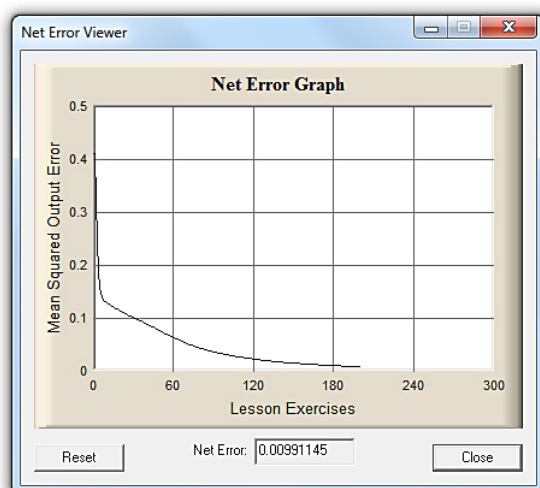 Net Error Viewer
Net Error Graph
Mean Squared Output Error
0.5
0.4
0.3
0.2
0.1
0
0 60 120 180 240 300
Lesson Exercises
Reset
Net Error: 0.00991145
Close